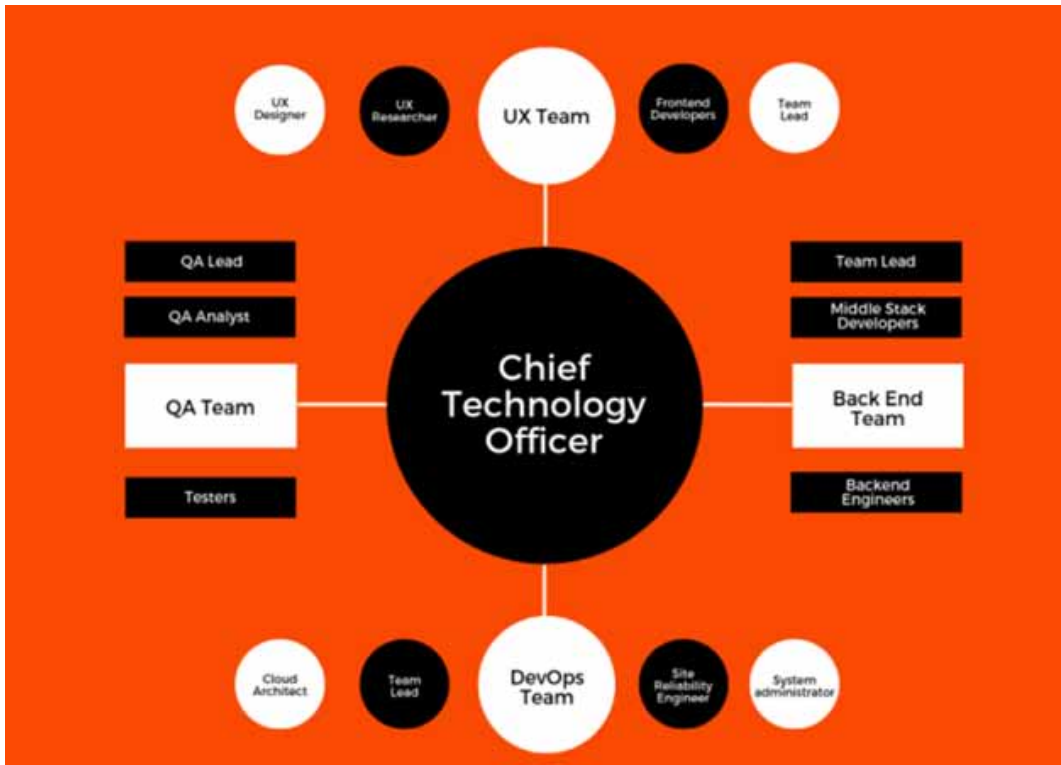 UX
Designer
UX
Researcher
UX Team
Frontend
Developers
Team
Lead
QA Lead
QA Analyst
QA Team
Testers
Chief
Technology
Officer
Team Lead
Middle Stack
Developers
Back End
Team
Backend
Engineers
Cloud
Architect
Team
Lead
DevOps
Team
Site
Reliability
Engineer
System
administrator